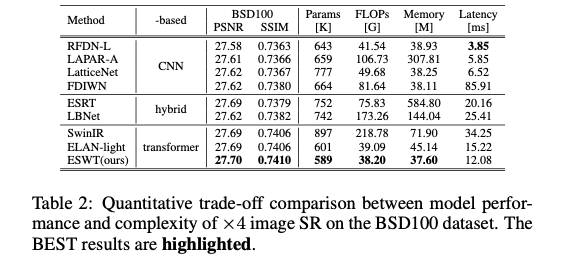 Method -based BSD100 Params FLOPs Memory Latency
PSNR SSIM [K] [G] [M] [ms]
RFDN-L CNN 27.58 0.7363 643 41.54 38.93 3.85
LAPAR-A 27.61 0.7366 659 106.73 307.81 5.85
LatticeNet 27.62 0.7367 777 49.68 38.25 6.52
FDIWN 27.62 0.7380 664 81.64 38.11 85.91
ESRT hybrid 27.69 0.7379 752 75.83 584.80 20.16
LBNet 27.62 0.7382 742 173.26 144.04 25.41
SwinIR transformer 27.69 0.7406 897 218.78 71.90 34.25
ELAN-light 27.69 0.7406 601 39.09 45.14 15.22
ESWT(ours) 27.70 0.7410 589 38.20 37.60 12.08
Table 2: Quantitative trade-off comparison between model perfor-
mance and complexity of ×4 image SR on the BSD100 dataset. The
BEST results are highlighted.